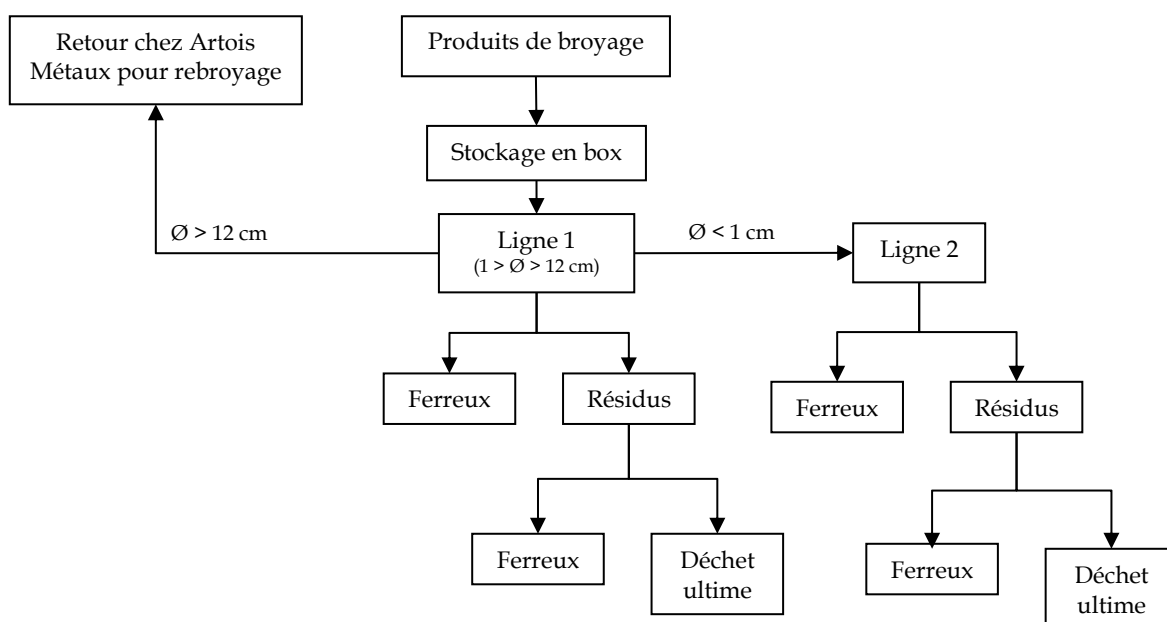 Retour chez Artois
Métaux pour rebroyage
Produits de broyage
Stockage en box
Ø > 12 cm
Ligne 1
(1 > Ø > 12 cm)
Ø < 1 cm
Ligne 2
Ferreux
Résidus
Ferreux
Résidus
Ferreux
Déchet
ultime
Ferreux
Déchet
ultime